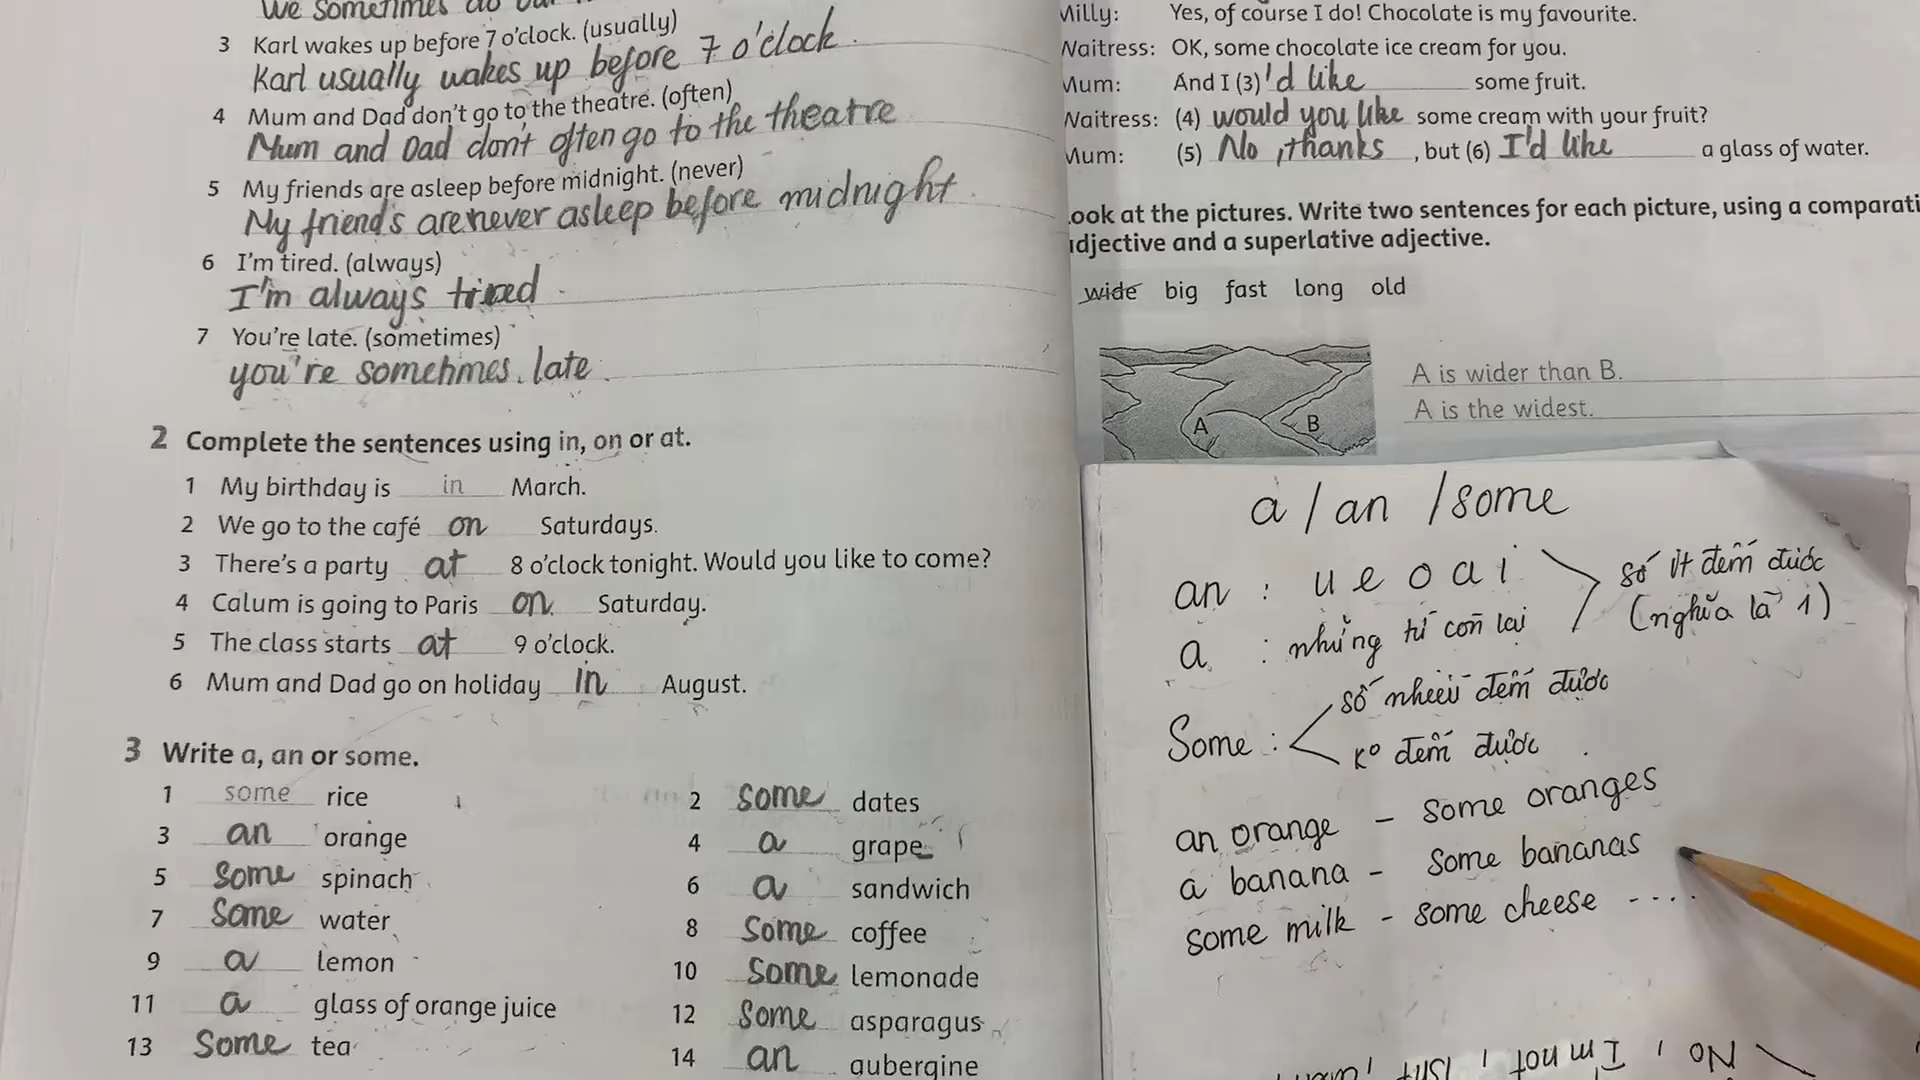 We sometimes do our
3 Karl wakes up before 7 o'clock. (usually)
Karl usually wakes up before 7 o'clock.
4 Mum and Dad don't go to the theatre. (often)
Mum and Dad don't often go to the theatre
5 My friends are asleep before midnight. (never)
My friends are never asleep before midnight.
6 I'm tired. (always)
I'm always tired.
7 You're late. (sometimes)
you're sometimes late.
2 Complete the sentences using in, on or at.
1 My birthday is in March.
2 We go to the café on Saturdays.
3 There's a party at 8 o'clock tonight. Would you like to come?
4 Calum is going to Paris on. Saturday.
5 The class starts at 9 o'clock.
6 Mum and Dad go on holiday in August.
3 Write a, an or some.
1 some rice
2 some dates
3 an orange
4 a grape
5 some spinach
6 a sandwich
7 some water
8 some coffee
9 a lemon
10 some lemonade
11 a glass of orange juice
12 some asparagus
13 some tea
14 an aubergine
Milly: Yes, of course I do! Chocolate is my favourite.
Waitress: OK, some chocolate ice cream for you.
Mum: And I (3) 'd like some fruit.
Waitress: (4) would you like some cream with your fruit?
Mum: (5) No, thanks, but (6) I'd like a glass of water.
ook at the pictures. Write two sentences for each picture, using a comparati
djective and a superlative adjective.
wide big fast long old
A B
A is wider than B.
A is the widest.
a / an / some
an : u e o a i
số ít đếm được
a : những từ còn lại
(nghĩa là 1)
số nhiều đếm được
Some :
Ko đếm được
an orange - some oranges
a banana - some bananas
some milk - some cheese ....
No, I'm not